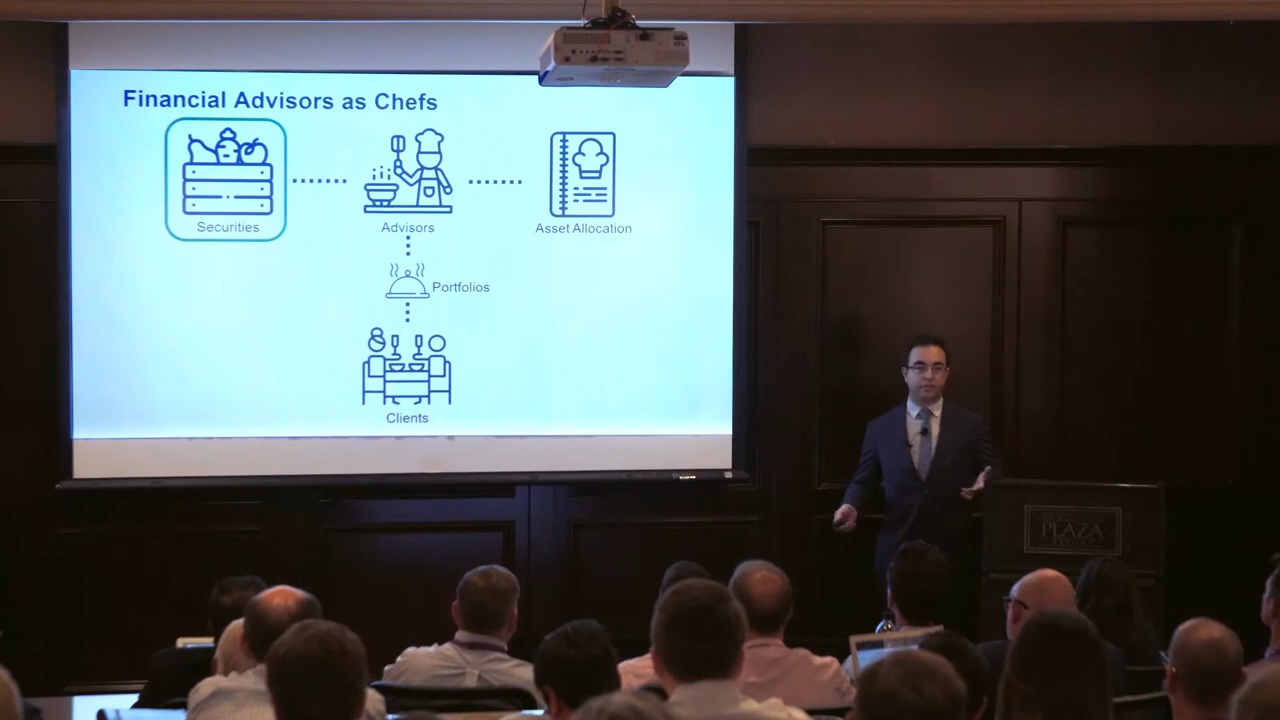 Financial Advisors as Chefs
Securities
Advisors
Asset Allocation
Portfolios
Clients
PLAZA